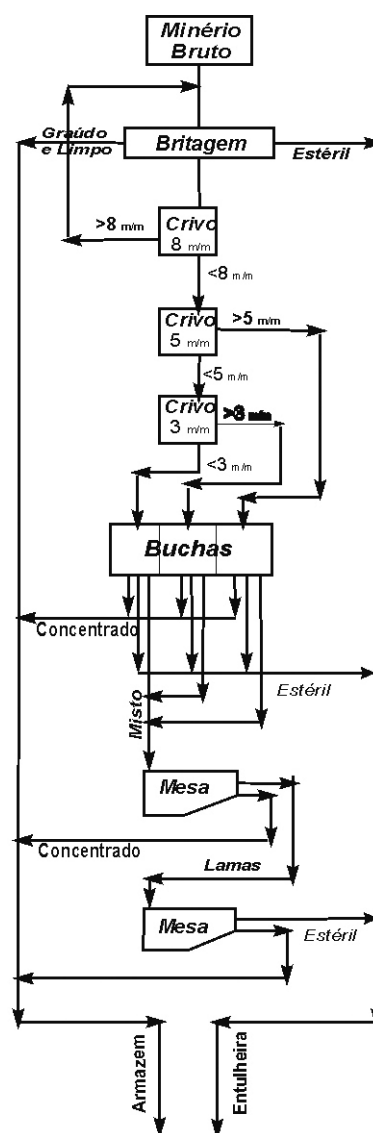 Minério
Bruto
Graúdo
e Limpo
Britagem
Estéril
>8 m/m
Crivo
8 m/m
<8 m/m
Crivo
5 m/m
>5 m/m
<5 m/m
Crivo
3 m/m
>3 m/m
<3 m/m
Buchas
Concentrado
Estéril
Misto
Mesa
Concentrado
Lamas
Mesa
Estéril
Armazem
Entulheira